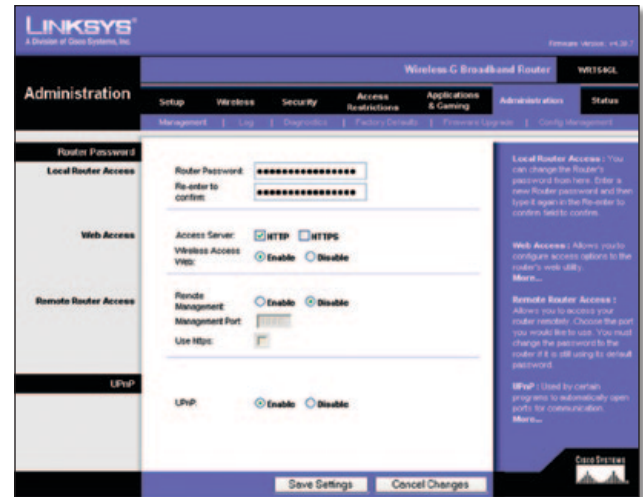 LINKSYS®
A Division of Cisco Systems, Inc.
Firmware Version: v4.30.7
Wireless-G Broadband Router
WRT54GL
Administration
Setup
Wireless
Security
Access Restrictions
Applications & Gaming
Administration
Status
Management | Log | Diagnostics | Factory Defaults | Firmware Upgrade | Config Management
Router Password
Local Router Access
Router Password:
Re-enter to
confirm:
Web Access
Access Server:
HTTP
HTTPS
Wireless Access
Web:
Enable
Disable
Remote Router Access
Remote
Management:
Enable
Disable
Management Port:
Use https:
UPnP
UPnP:
Enable
Disable
Local Router Access : You
can change the Router's
password from here. Enter a
new Router password and then
type it again in the Re-enter to
confirm field to confirm.
Web Access : Allows you to
configure access options to the
router's web utility.
More...
Remote Router Access :
Allows you to access your
router remotely. Choose the port
you would like to use. You must
change the password to the
router if it is still using its default
password.
UPnP : Used by certain
programs to automatically open
ports for communication.
More...
Save Settings
Cancel Changes
CISCO SYSTEMS